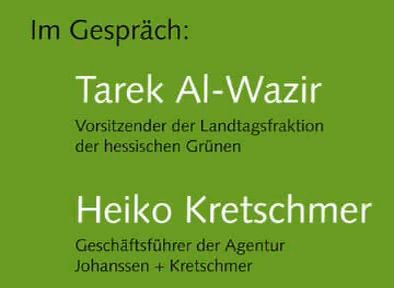 Im Gespräch:
Tarek Al-Wazir
Vorsitzender der Landtagsfraktion
der hessischen Grünen
Heiko Kretschmer
Geschäftsführer der Agentur
Johanssen + Kretschmer